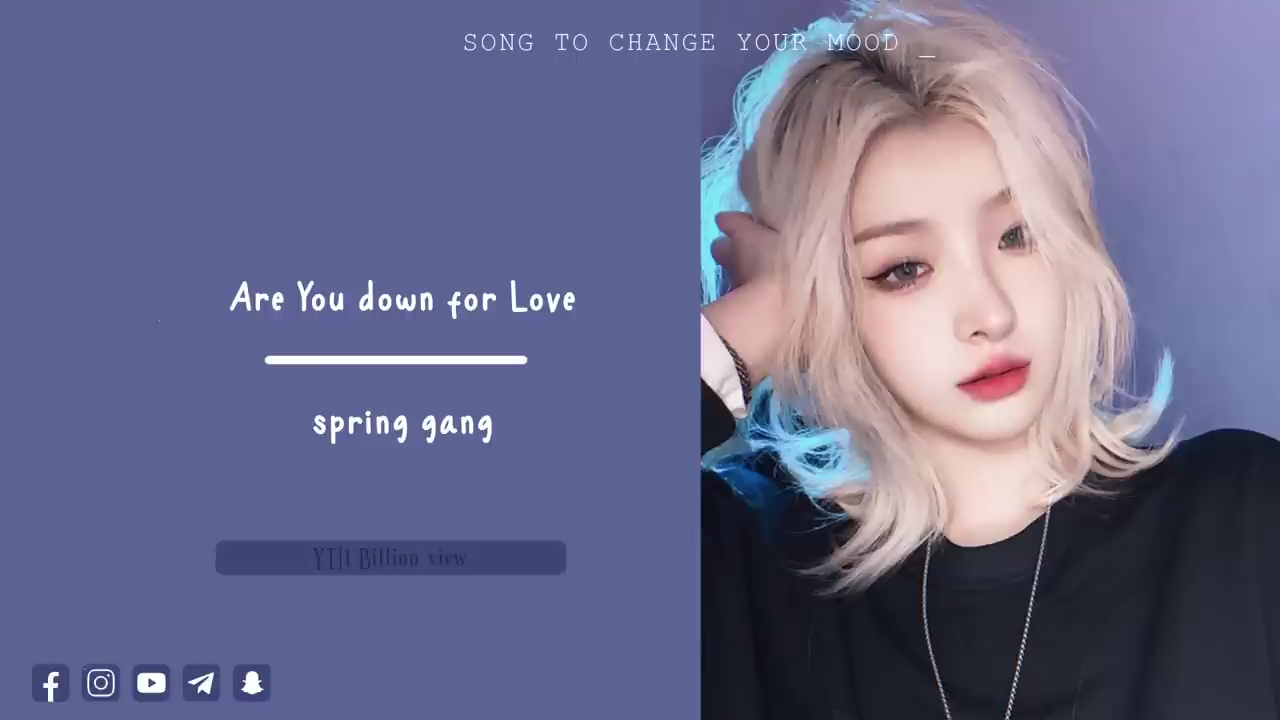 SONG TO CHANGE YOUR MOOD _
Are You down for Love
spring gang
YT|1 Billion view